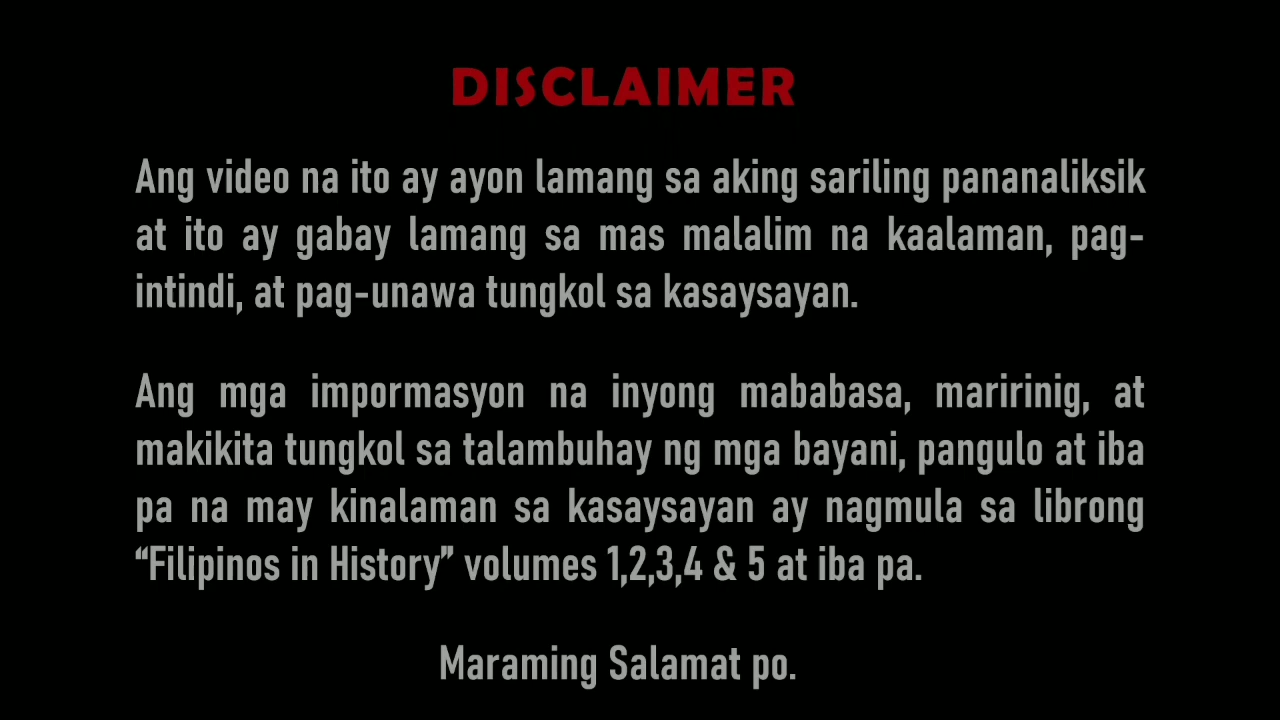 DISCLAIMER
Ang video na ito ay ayon lamang sa aking sariling pananaliksik
at ito ay gabay lamang sa mas malalim na kaalaman, pag-
intindi, at pag-unawa tungkol sa kasaysayan.
Ang mga impormasyon na inyong mababasa, maririnig, at
makikita tungkol sa talambuhay ng mga bayani, pangulo at iba
pa na may kinalaman sa kasaysayan ay nagmula sa librong
“Filipinos in History” volumes 1,2,3,4 & 5 at iba pa.
Maraming Salamat po.